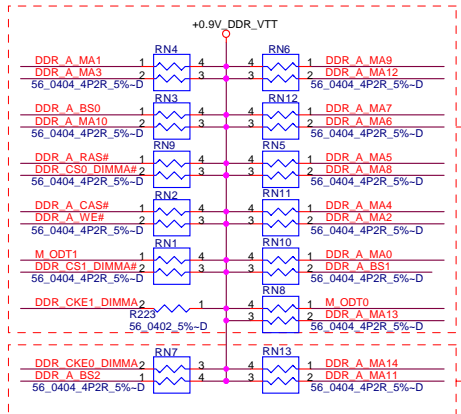 +0.9V_DDR_VTT
RN4 RN6
DDR_A_MA1 1 4 4 1 DDR_A_MA9
DDR_A_MA3 2 3 3 2 DDR_A_MA12
56_0404_4P2R_5%~D 56_0404_4P2R_5%~D
RN3 RN12
DDR_A_BS0 1 4 4 1 DDR_A_MA7
DDR_A_MA10 2 3 3 2 DDR_A_MA6
56_0404_4P2R_5%~D 56_0404_4P2R_5%~D
RN9 RN5
DDR_A_RAS# 1 4 4 1 DDR_A_MA5
DDR_CS0_DIMMA# 2 3 3 2 DDR_A_MA8
56_0404_4P2R_5%~D 56_0404_4P2R_5%~D
RN2 RN11
DDR_A_CAS# 1 4 4 1 DDR_A_MA4
DDR_A_WE# 2 3 3 2 DDR_A_MA2
56_0404_4P2R_5%~D 56_0404_4P2R_5%~D
RN1 RN10
M_ODT1 1 4 4 1 DDR_A_MA0
DDR_CS1_DIMMA# 2 3 3 2 DDR_A_BS1
56_0404_4P2R_5%~D 56_0404_4P2R_5%~D
RN8
DDR_CKE1_DIMMA 2 1 4 1 M_ODT0
R223 3 2 DDR_A_MA13
56_0402_5%~D 56_0404_4P2R_5%~D
RN7 RN13
DDR_CKE0_DIMMA 2 3 4 1 DDR_A_MA14
DDR_A_BS2 1 4 3 2 DDR_A_MA11
56_0404_4P2R_5%~D 56_0404_4P2R_5%~D